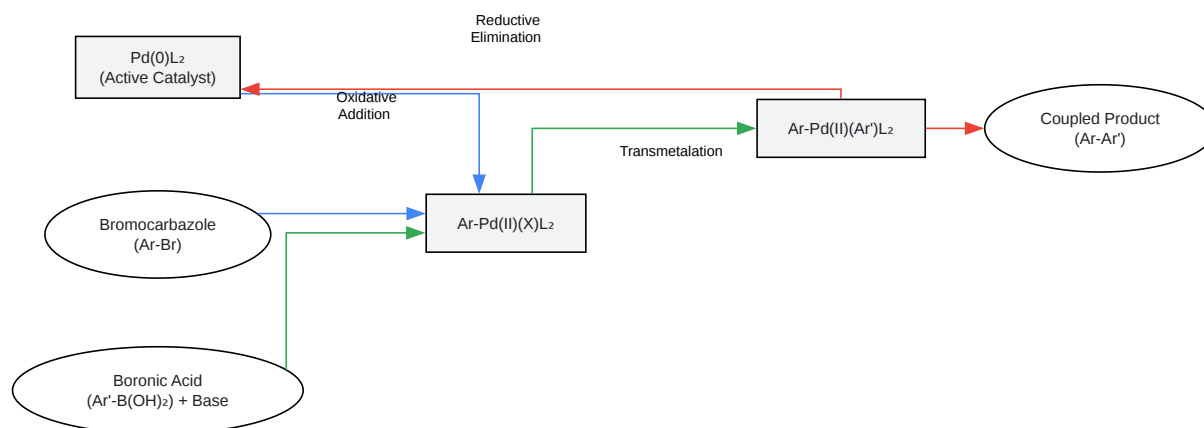 Reductive
Elimination
Pd(0)L₂
(Active Catalyst)
Oxidative
Addition
Ar-Pd(II)(Ar')L₂
Coupled Product
(Ar-Ar')
Transmetalation
Bromocarbazole
(Ar-Br)
Ar-Pd(II)(X)L₂
Boronic Acid
(Ar'-B(OH)₂) + Base